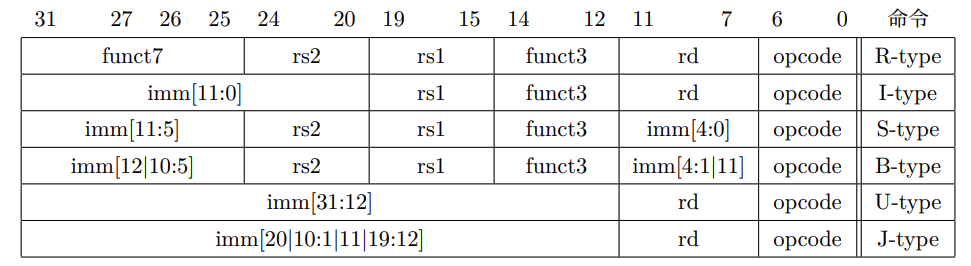 31 27 26 25 24 20 19 15 14 12 11 7 6 0 命令
funct7 rs2 rs1 funct3 rd opcode R-type
imm[11:0] rs1 funct3 rd opcode I-type
imm[11:5] rs2 rs1 funct3 imm[4:0] opcode S-type
imm[12|10:5] rs2 rs1 funct3 imm[4:1|11] opcode B-type
imm[31:12] rd opcode U-type
imm[20|10:1|11|19:12] rd opcode J-type